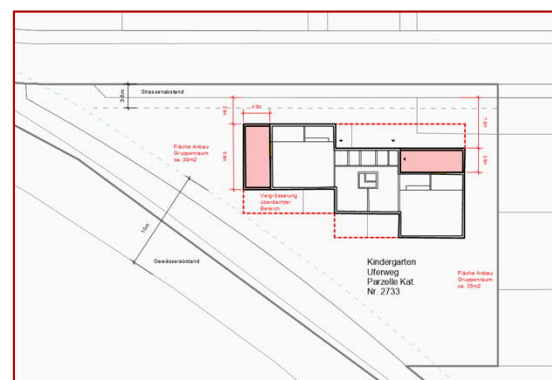 Strassenabstand
3.6m
Fläche Anbau
Gruppenraum
ca. 39m2
Vergrösserung
überdachter
Bereich
15m
Gewässerabstand
Kindergarten
Uferweg
Parzelle Kat.
Nr. 2733
Fläche Anbau
Gruppenraum
ca. 35m2